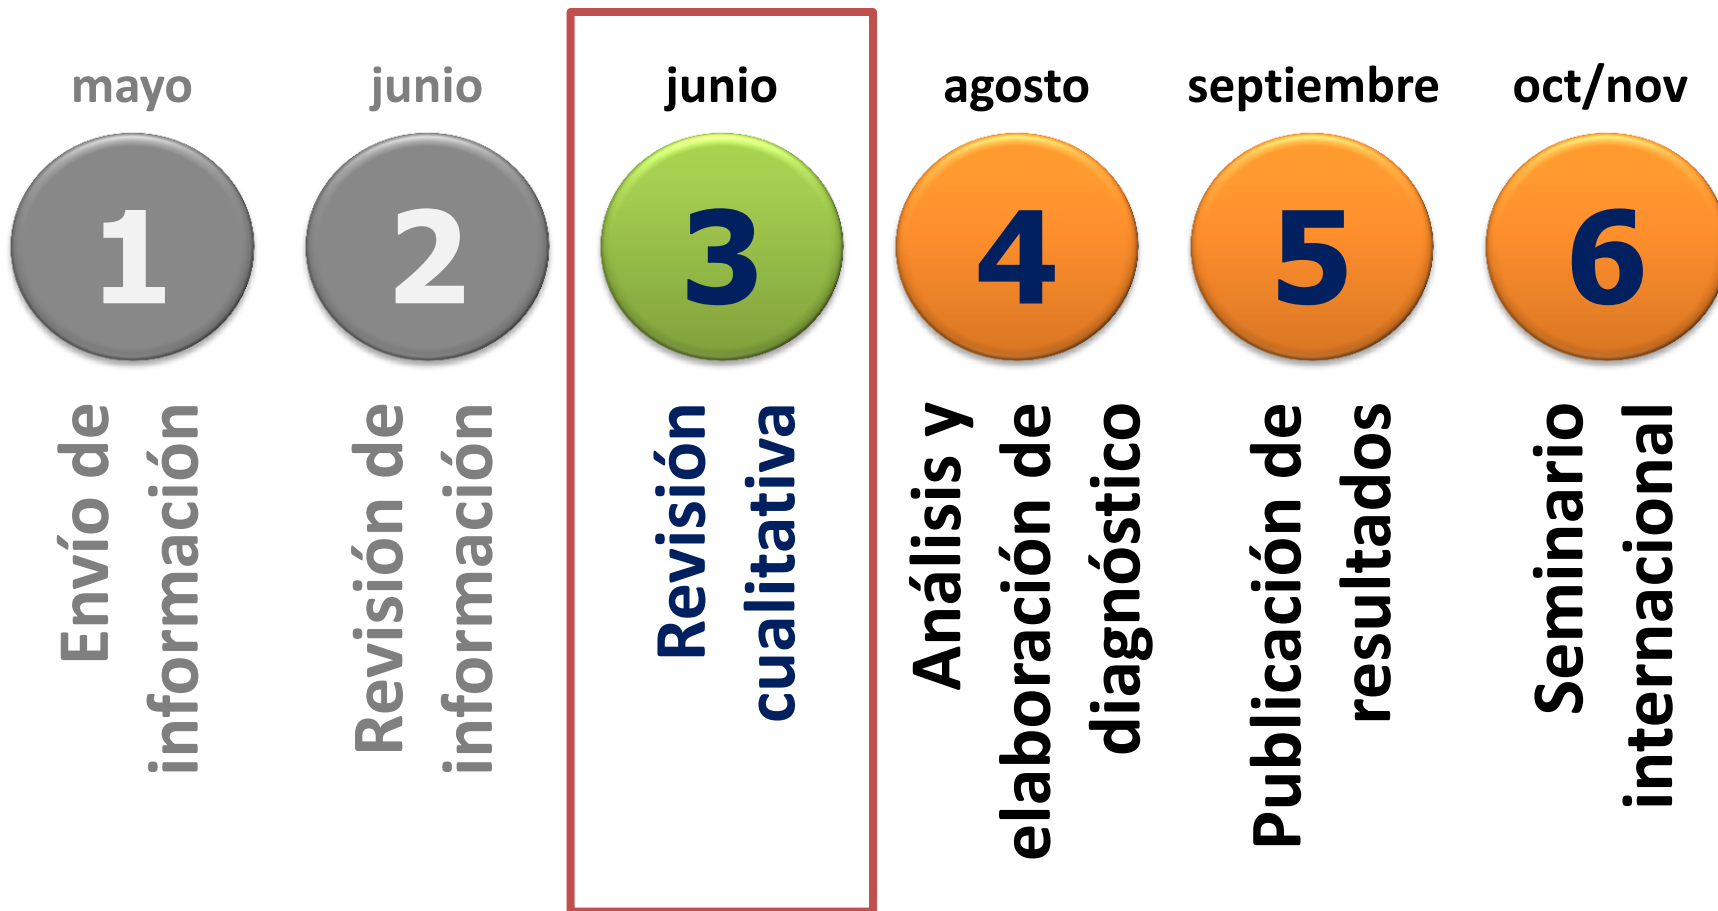 mayo
junio
junio
agosto
septiembre
oct/nov
1
2
3
4
5
6
Envío de
información
Revisión de
información
Revisión
cualitativa
Análisis y
elaboración de
diagnóstico
Publicación de
resultados
Seminario
internacional